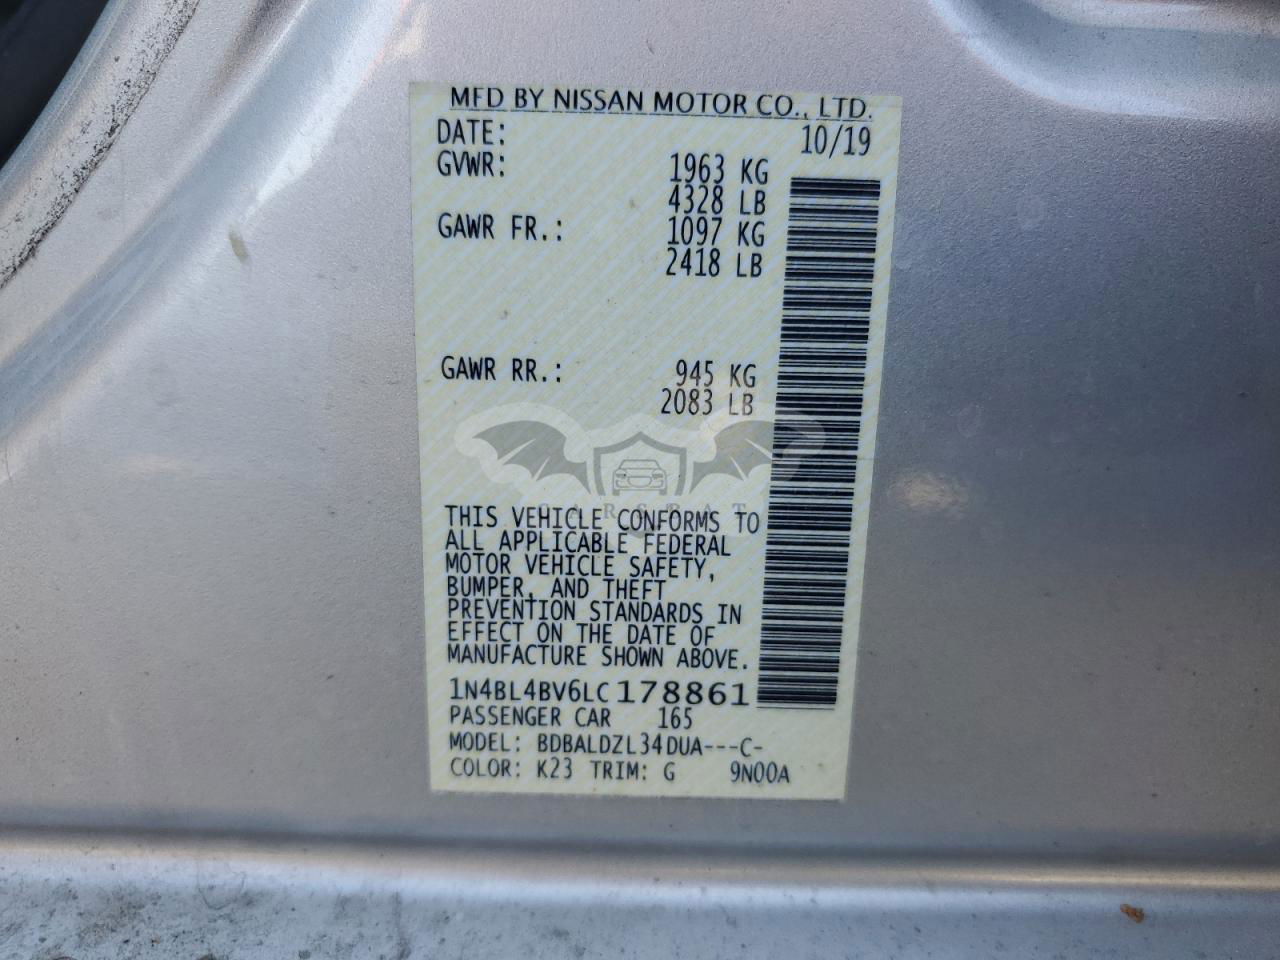 MFD BY NISSAN MOTOR CO., LTD.
DATE: 10/19
GVWR: 1963 KG
4328 LB
GAWR FR.: 1097 KG
2418 LB
GAWR RR.: 945 KG
2083 LB
CARSBAT
THIS VEHICLE CONFORMS TO
ALL APPLICABLE FEDERAL
MOTOR VEHICLE SAFETY,
BUMPER, AND THEFT
PREVENTION STANDARDS IN
EFFECT ON THE DATE OF
MANUFACTURE SHOWN ABOVE.
1N4BL4BV6LC178861
PASSENGER CAR 165
MODEL: BDBALDZL34DUA---C-
COLOR: K23 TRIM: G 9N00A